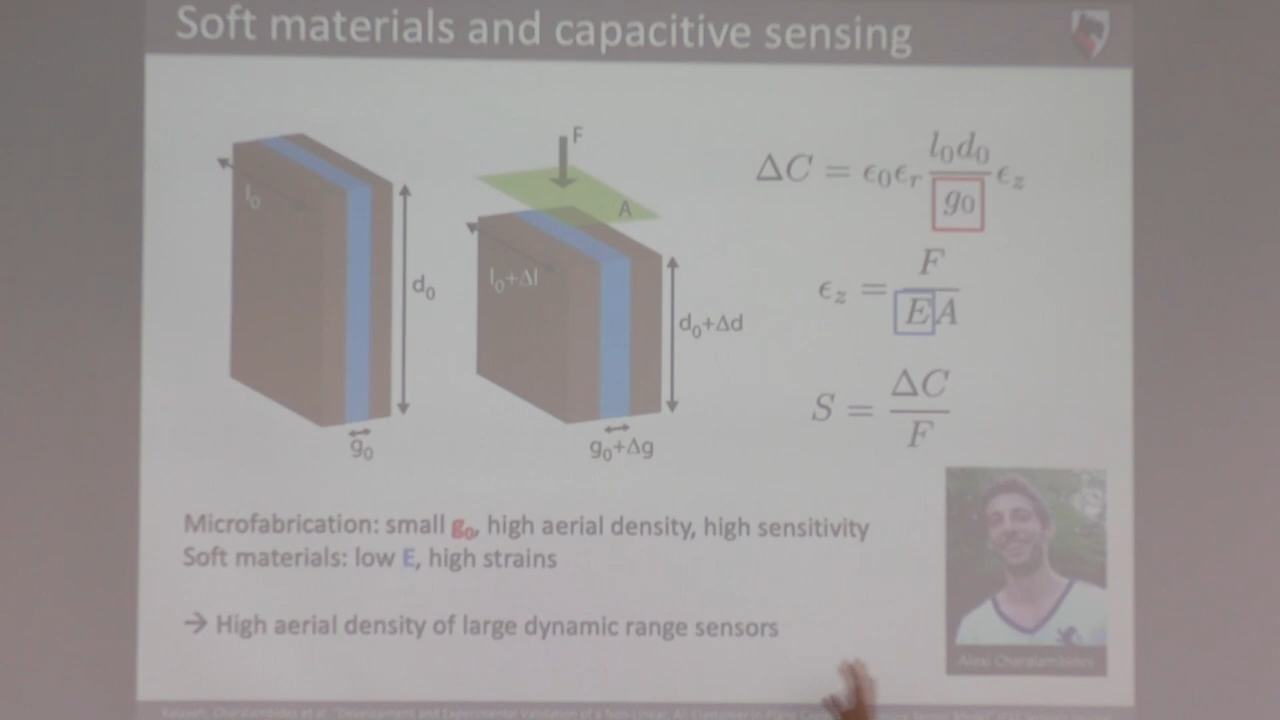 Soft materials and capacitive sensing
F
A
l₀
l₀+Δl
d₀
d₀+Δd
g₀
g₀+Δg
ΔC = ϵ₀ϵᵣ l₀d₀/g₀ ϵ_z
ϵ_z = F/EA
S = ΔC/F
Microfabrication: small g₀, high aerial density, high sensitivity
Soft materials: low E, high strains
→ High aerial density of large dynamic range sensors
Alexi Charalambides